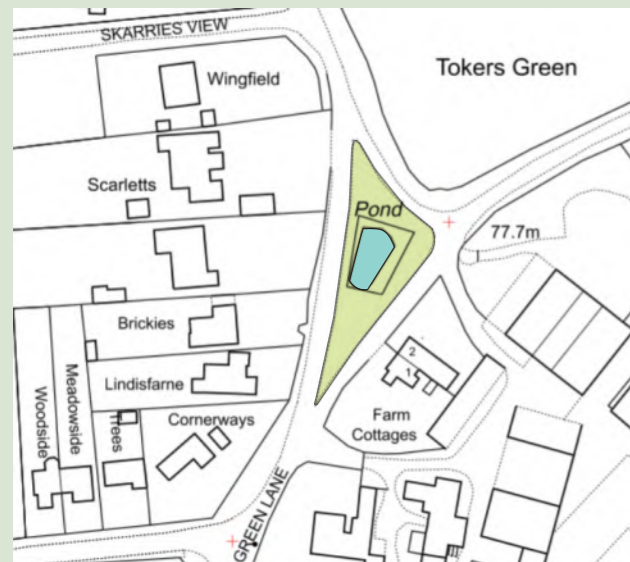 SKARRIES VIEW
Wingfield
Tokers Green
Scarletts
Pond
77.7m
Brickies
2
1
Lindisfarne
Woodside
Meadowside
Trees
Cornerways
Farm
Cottages
GREEN LANE